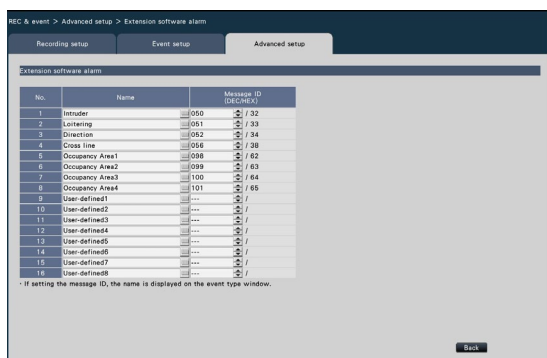 REC & event > Advanced setup > Extension software alarm
Recording setup Event setup Advanced setup
Extension software alarm
No. Name Message ID
(DEC/HEX)
1 Intruder 050 / 32
2 Loitering 051 / 33
3 Direction 052 / 34
4 Cross line 056 / 38
5 Occupancy Area1 098 / 62
6 Occupancy Area2 099 / 63
7 Occupancy Area3 100 / 64
8 Occupancy Area4 101 / 65
9 User-defined1 --- /
10 User-defined2 --- /
11 User-defined3 --- /
12 User-defined4 --- /
13 User-defined5 --- /
14 User-defined6 --- /
15 User-defined7 --- /
16 User-defined8 --- /
・If setting the message ID, the name is displayed on the event type window.
Back